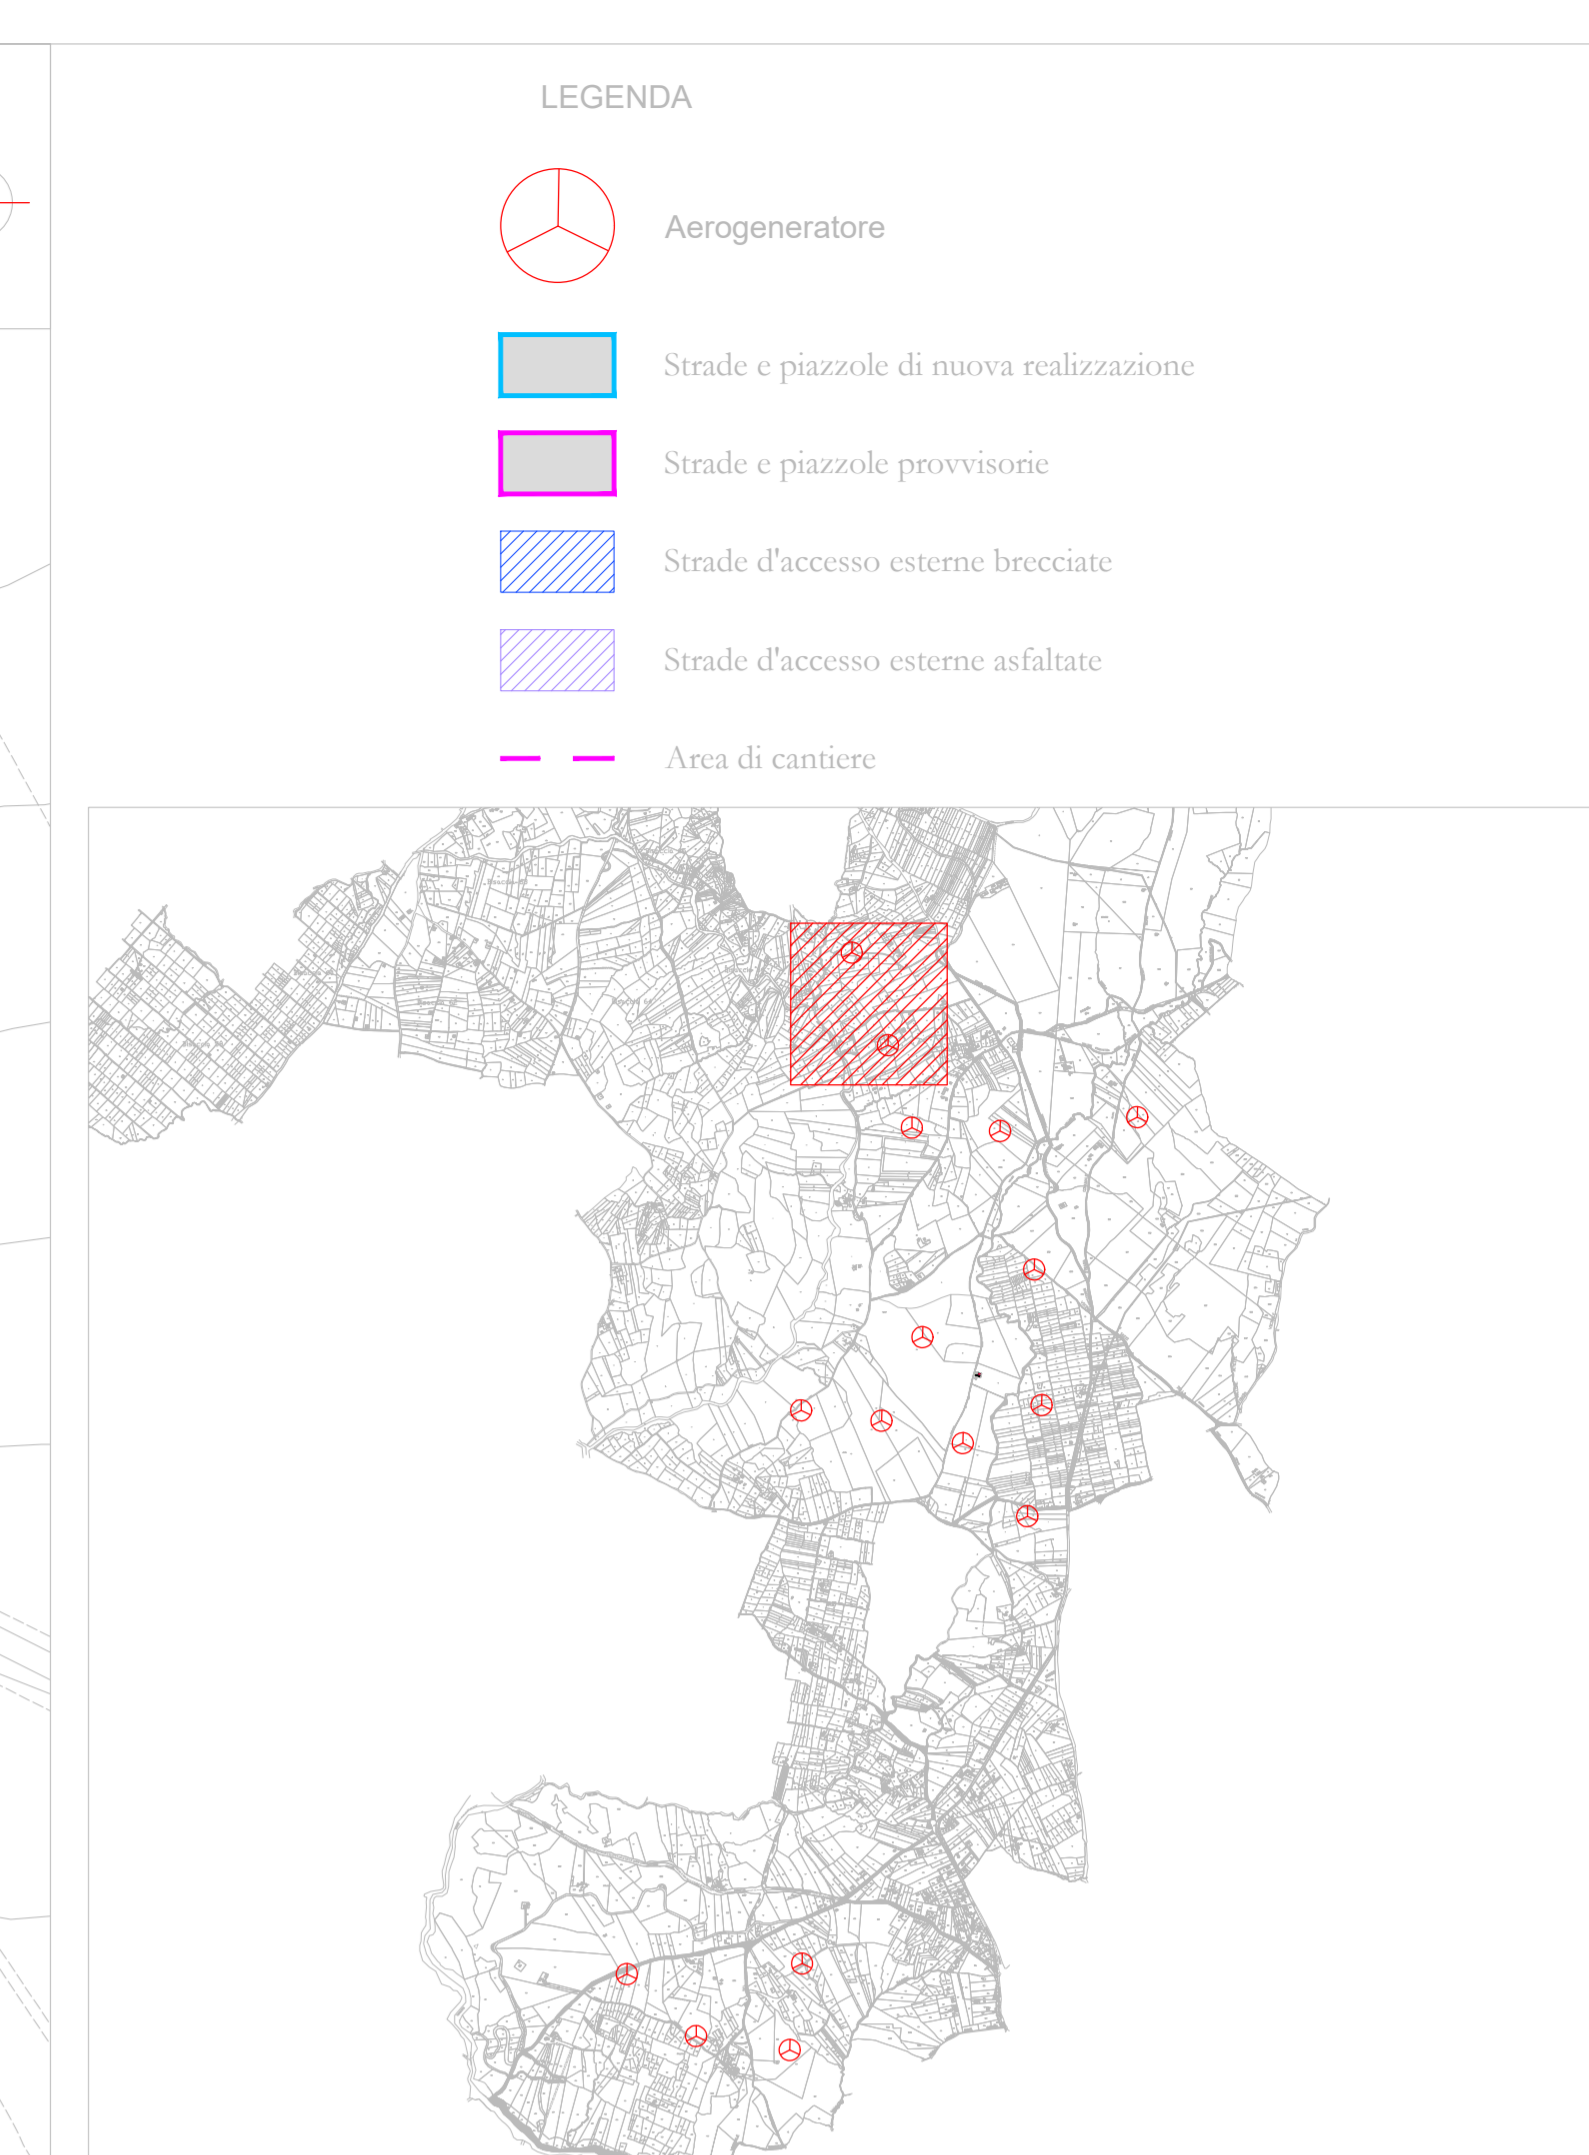 LEGENDA
Aerogeneratore
Strade e piazzole di nuova realizzazione
Strade e piazzole provvisorie
Strade d'accesso esterne brecciate
Strade d'accesso esterne asfaltate
Area di cantiere